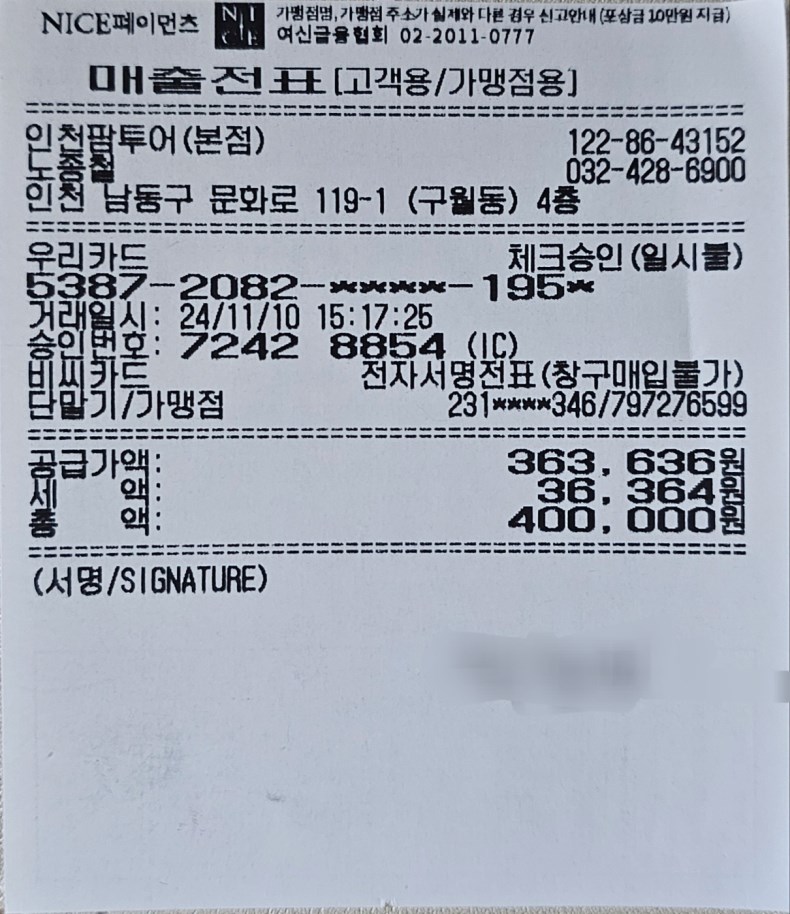 NICE페이먼츠 NICE 가맹점명, 가맹점 주소가 실제와 다른 경우 신고안내 (포상금 10만원 지급)
여신금융협회 02-2011-0777
매출전표 [고객용/가맹점용]
인천팜투어(본점) 122-86-43152
노종철 032-428-6900
인천 남동구 문화로 119-1 (구월동) 4층
우리카드 체크승인(일시불)
5387-2082-****-195*
거래일시: 24/11/10 15:17:25
승인번호: 7242 8854 (IC)
비씨카드 전자서명전표(창구매입불가)
단말기/가맹점 231****346/797276599
공급가액: 363,636원
세 액: 36,364원
총 액: 400,000원
(서명/SIGNATURE)